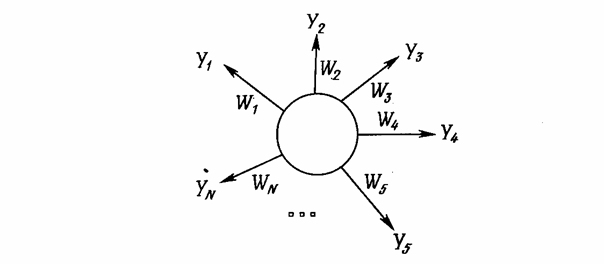 y₂
y₁ y₃
W₂
W₁ W₃
W₄
y₄
yN WN W₅
...
y₅